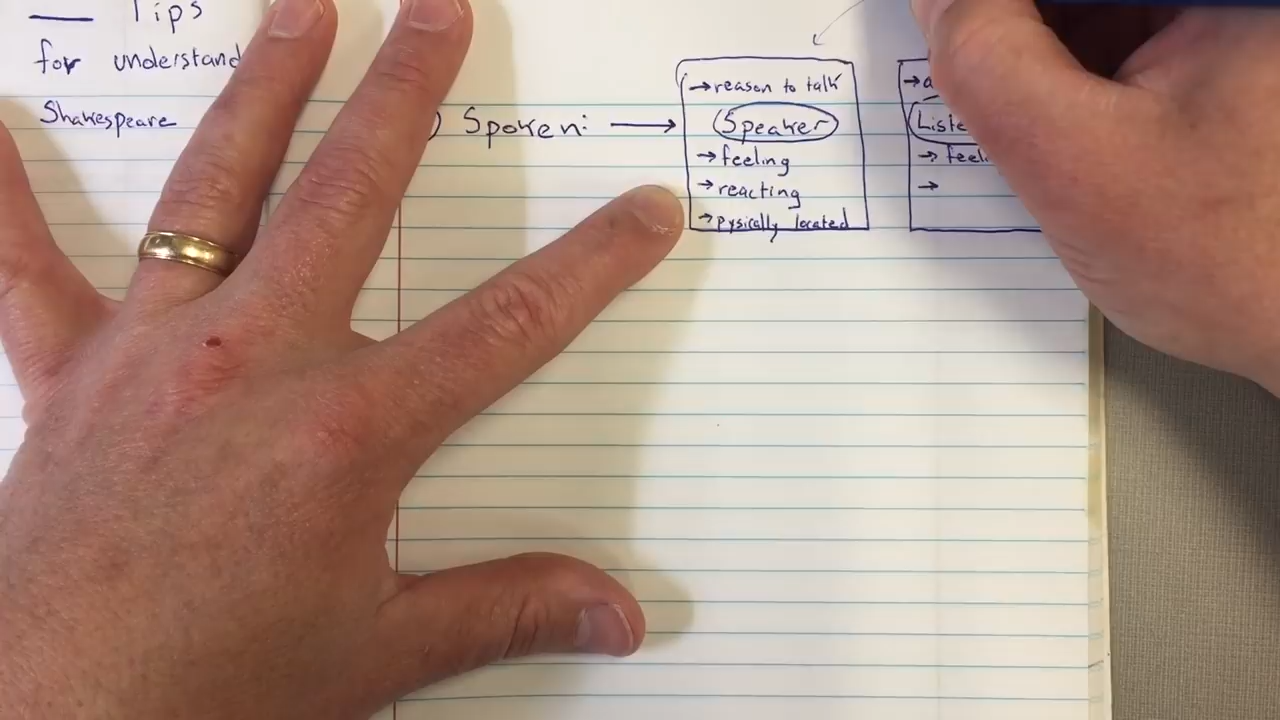 Tips
for understand
Shakespeare
) Spoken: →
→ reason to talk
Speaker
→ feeling
→ reacting
→ pysically located
→ a
Liste
→ feel
→